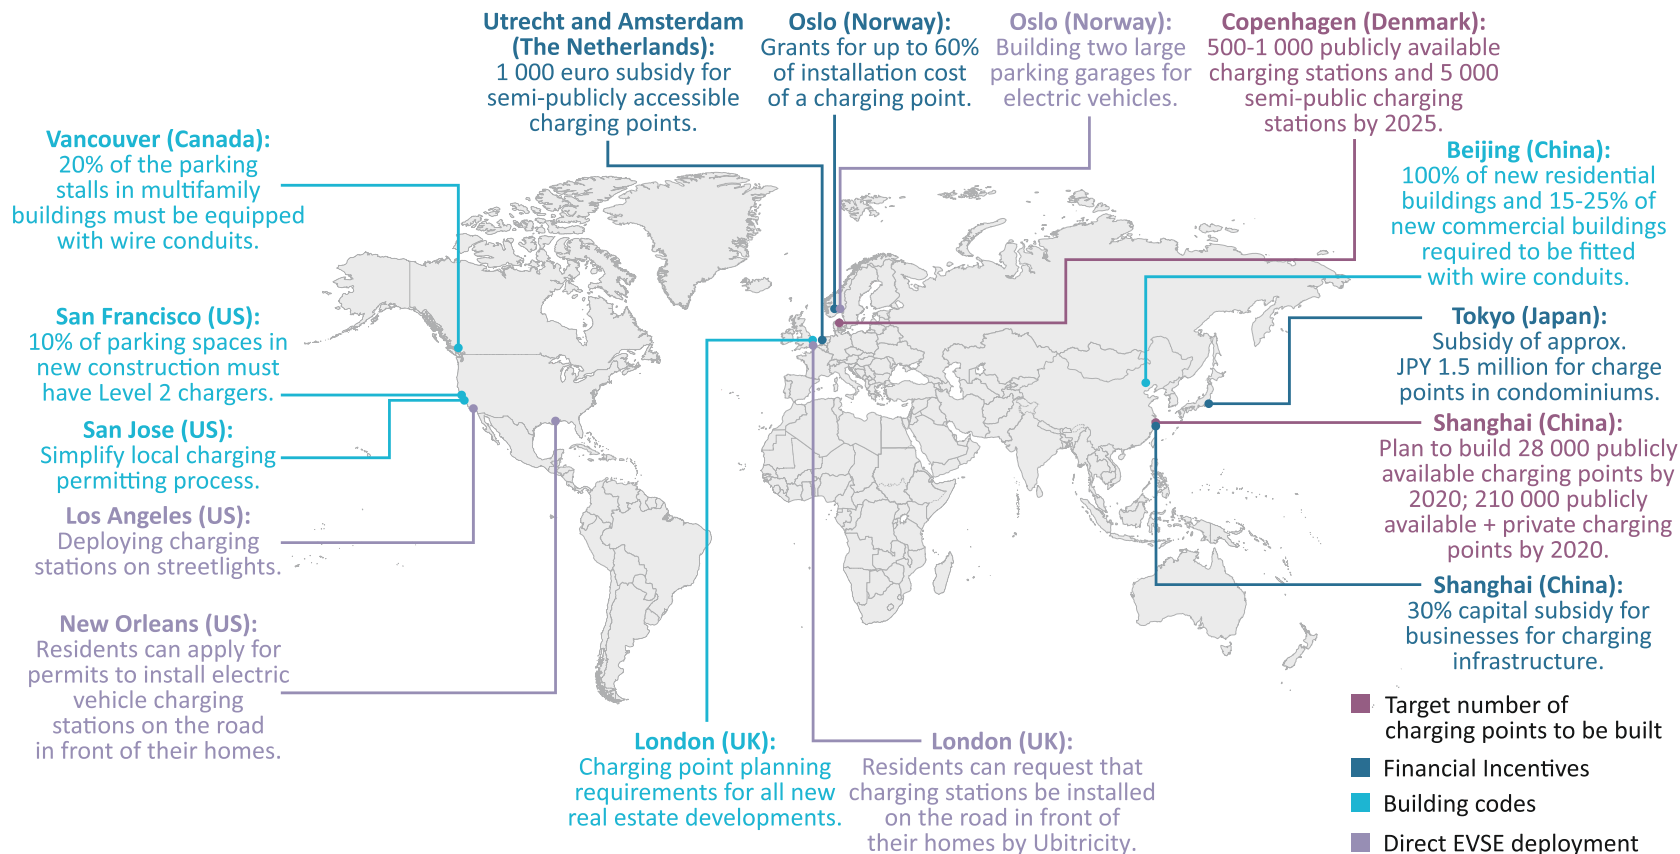 Utrecht and Amsterdam
(The Netherlands):
1 000 euro subsidy for
semi-publicly accessible
charging points.
Oslo (Norway):
Grants for up to 60%
of installation cost
of a charging point.
Oslo (Norway):
Building two large
parking garages for
electric vehicles.
Copenhagen (Denmark):
500-1 000 publicly available
charging stations and 5 000
semi-public charging
stations by 2025.
Vancouver (Canada):
20% of the parking
stalls in multifamily
buildings must be equipped
with wire conduits.
San Francisco (US):
10% of parking spaces in
new construction must
have Level 2 chargers.
San Jose (US):
Simplify local charging
permitting process.
Los Angeles (US):
Deploying charging
stations on streetlights.
New Orleans (US):
Residents can apply for
permits to install electric
vehicle charging
stations on the road
in front of their homes.
London (UK):
Charging point planning
requirements for all new
real estate developments.
London (UK):
Residents can request that
charging stations be installed
on the road in front of
their homes by Ubitricity.
Beijing (China):
100% of new residential
buildings and 15-25% of
new commercial buildings
required to be fitted
with wire conduits.
Tokyo (Japan):
Subsidy of approx.
JPY 1.5 million for charge
points in condominiums.
Shanghai (China):
Plan to build 28 000 publicly
available charging points by
2020; 210 000 publicly
available + private charging
points by 2020.
Shanghai (China):
30% capital subsidy for
businesses for charging
infrastructure.
Target number of
charging points to be built
Financial Incentives
Building codes
Direct EVSE deployment